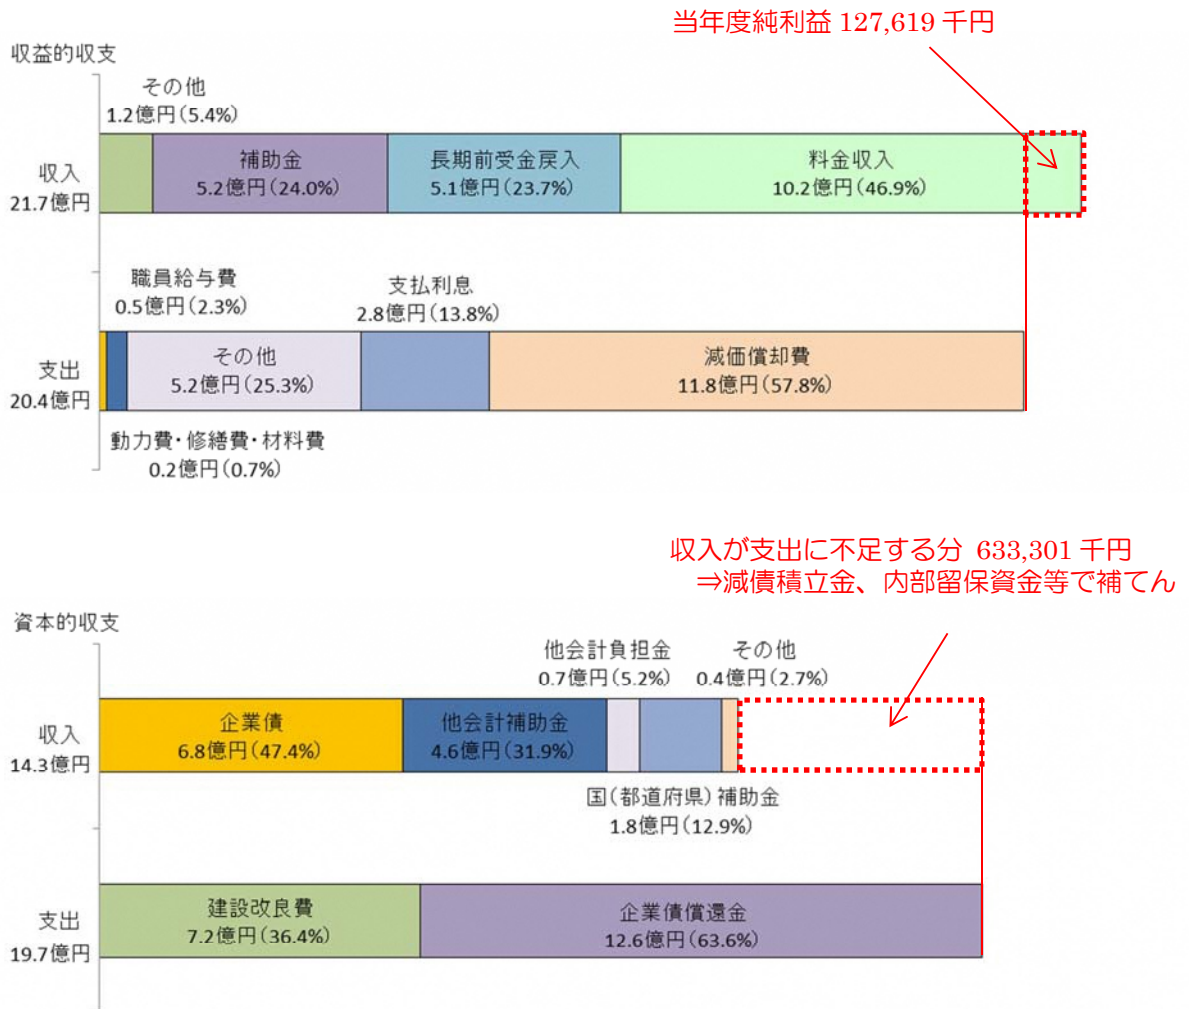 当年度純利益 127,619 千円
収益的収支
その他
1.2億円(5.4%)
収入
21.7億円
補助金
5.2億円(24.0%)
長期前受金戻入
5.1億円(23.7%)
料金収入
10.2億円(46.9%)
職員給与費
0.5億円(2.3%)
支払利息
2.8億円(13.8%)
支出
20.4億円
その他
5.2億円(25.3%)
減価償却費
11.8億円(57.8%)
動力費・修繕費・材料費
0.2億円(0.7%)
収入が支出に不足する分 633,301 千円
⇒減債積立金、内部留保資金等で補てん
資本的収支
他会計負担金
0.7億円(5.2%)
その他
0.4億円(2.7%)
収入
14.3億円
企業債
6.8億円(47.4%)
他会計補助金
4.6億円(31.9%)
国(都道府県)補助金
1.8億円(12.9%)
支出
19.7億円
建設改良費
7.2億円(36.4%)
企業債償還金
12.6億円(63.6%)